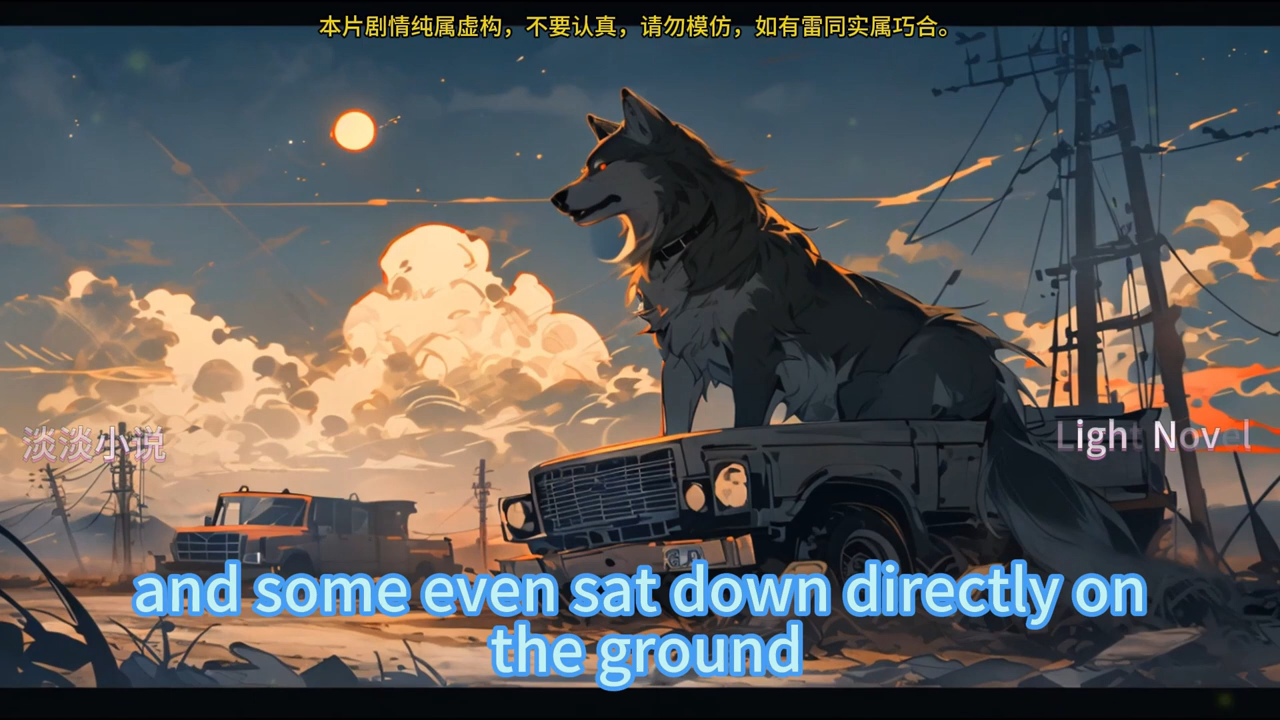 本片剧情纯属虚构，不要认真，请勿模仿，如有雷同实属巧合。
淡淡小说
Light Novel
and some even sat down directly on
the ground